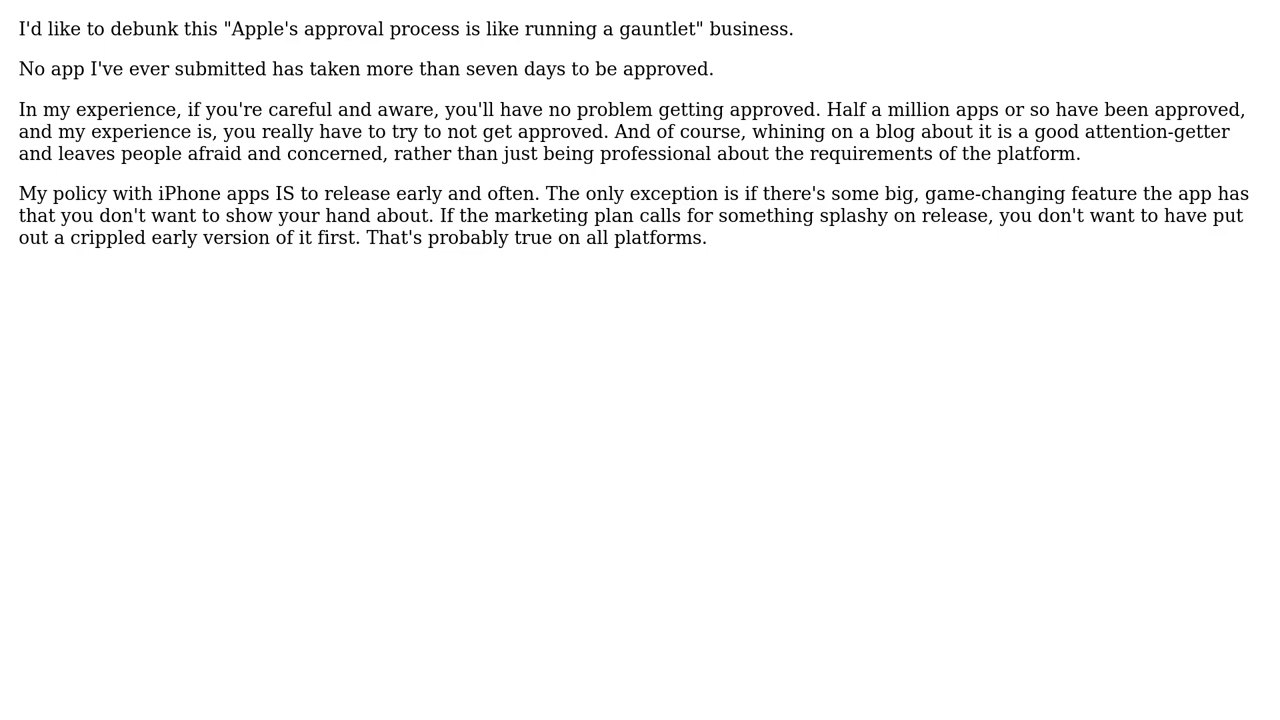 I'd like to debunk this "Apple's approval process is like running a gauntlet" business.
No app I've ever submitted has taken more than seven days to be approved.
In my experience, if you're careful and aware, you'll have no problem getting approved. Half a million apps or so have been approved,
and my experience is, you really have to try to not get approved. And of course, whining on a blog about it is a good attention-getter
and leaves people afraid and concerned, rather than just being professional about the requirements of the platform.
My policy with iPhone apps IS to release early and often. The only exception is if there's some big, game-changing feature the app has
that you don't want to show your hand about. If the marketing plan calls for something splashy on release, you don't want to have put
out a crippled early version of it first. That's probably true on all platforms.